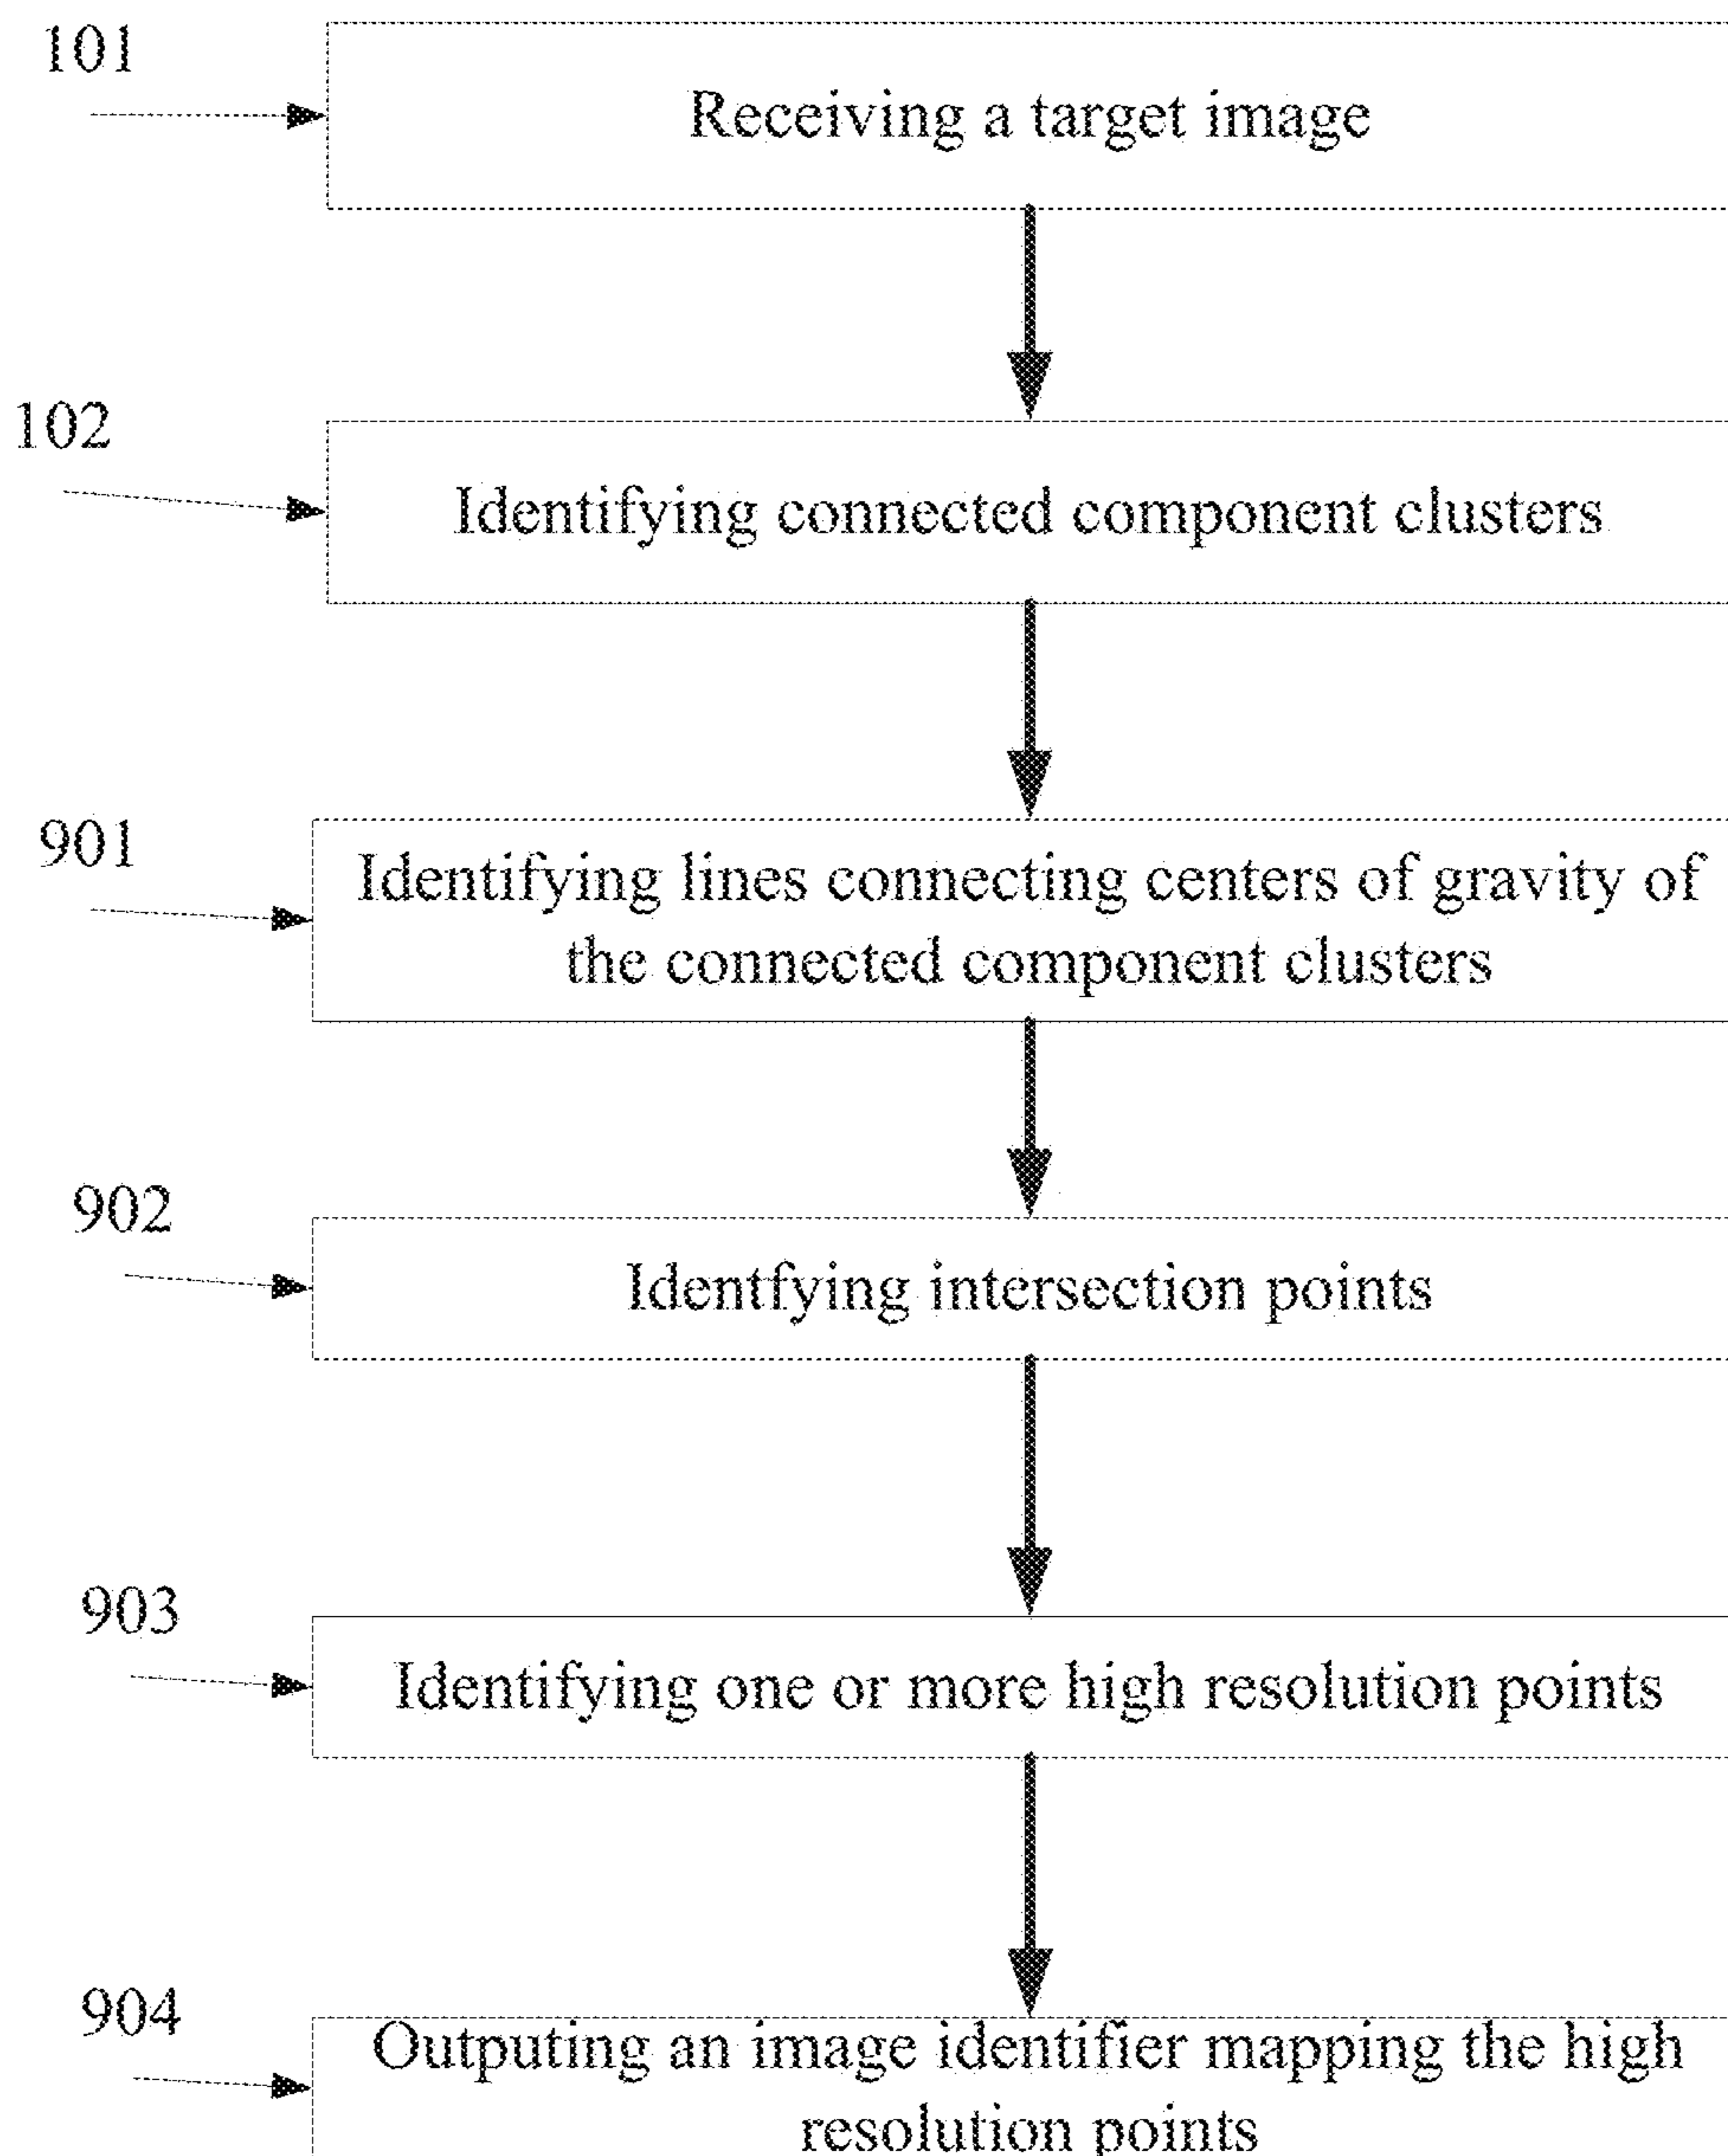 101
Receiving a target image
102
Identifying connected component clusters
901
Identifying lines connecting centers of gravity of
the connected component clusters
902
Identfying intersection points
903
Identifying one or more high resolution points
904
Outputing an image identifier mapping the high
resolution points